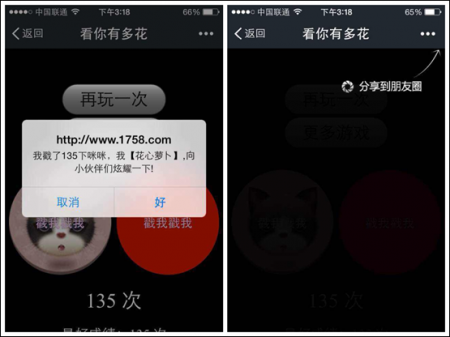 中国联通
下午3:18
66%
返回
看你有多花
再玩一次
http://www.1758.com
我戳了135下咪咪，我【花心萝卜】,向
小伙伴们炫耀一下!
取消
好
戳我戳我
戳我戳我
135 次
最好成绩：135 次
中国联通
下午3:18
65%
返回
看你有多花
分享到朋友圈
再玩一次
更多游戏
戳我戳我
戳我戳我
135 次